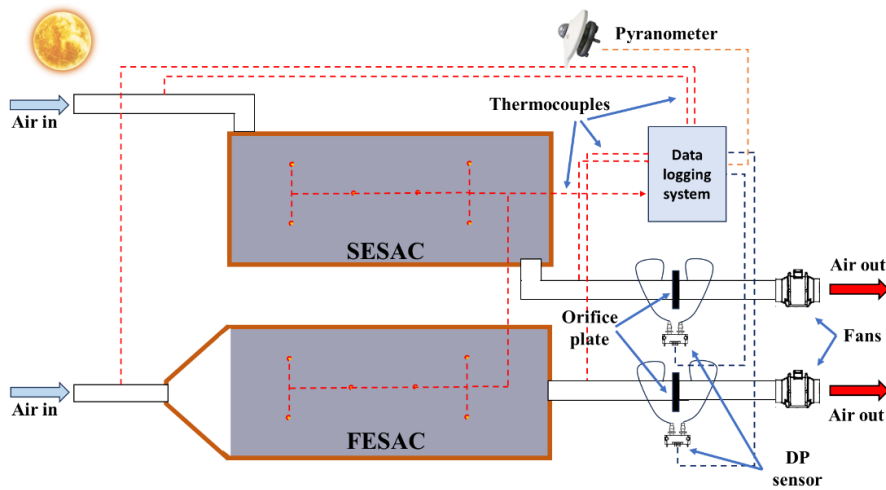 Pyranometer
Air in
Thermocouples
Data
logging
system
SESAC
Air out
Orifice
plate
Fans
Air in
FESAC
Air out
DP
sensor